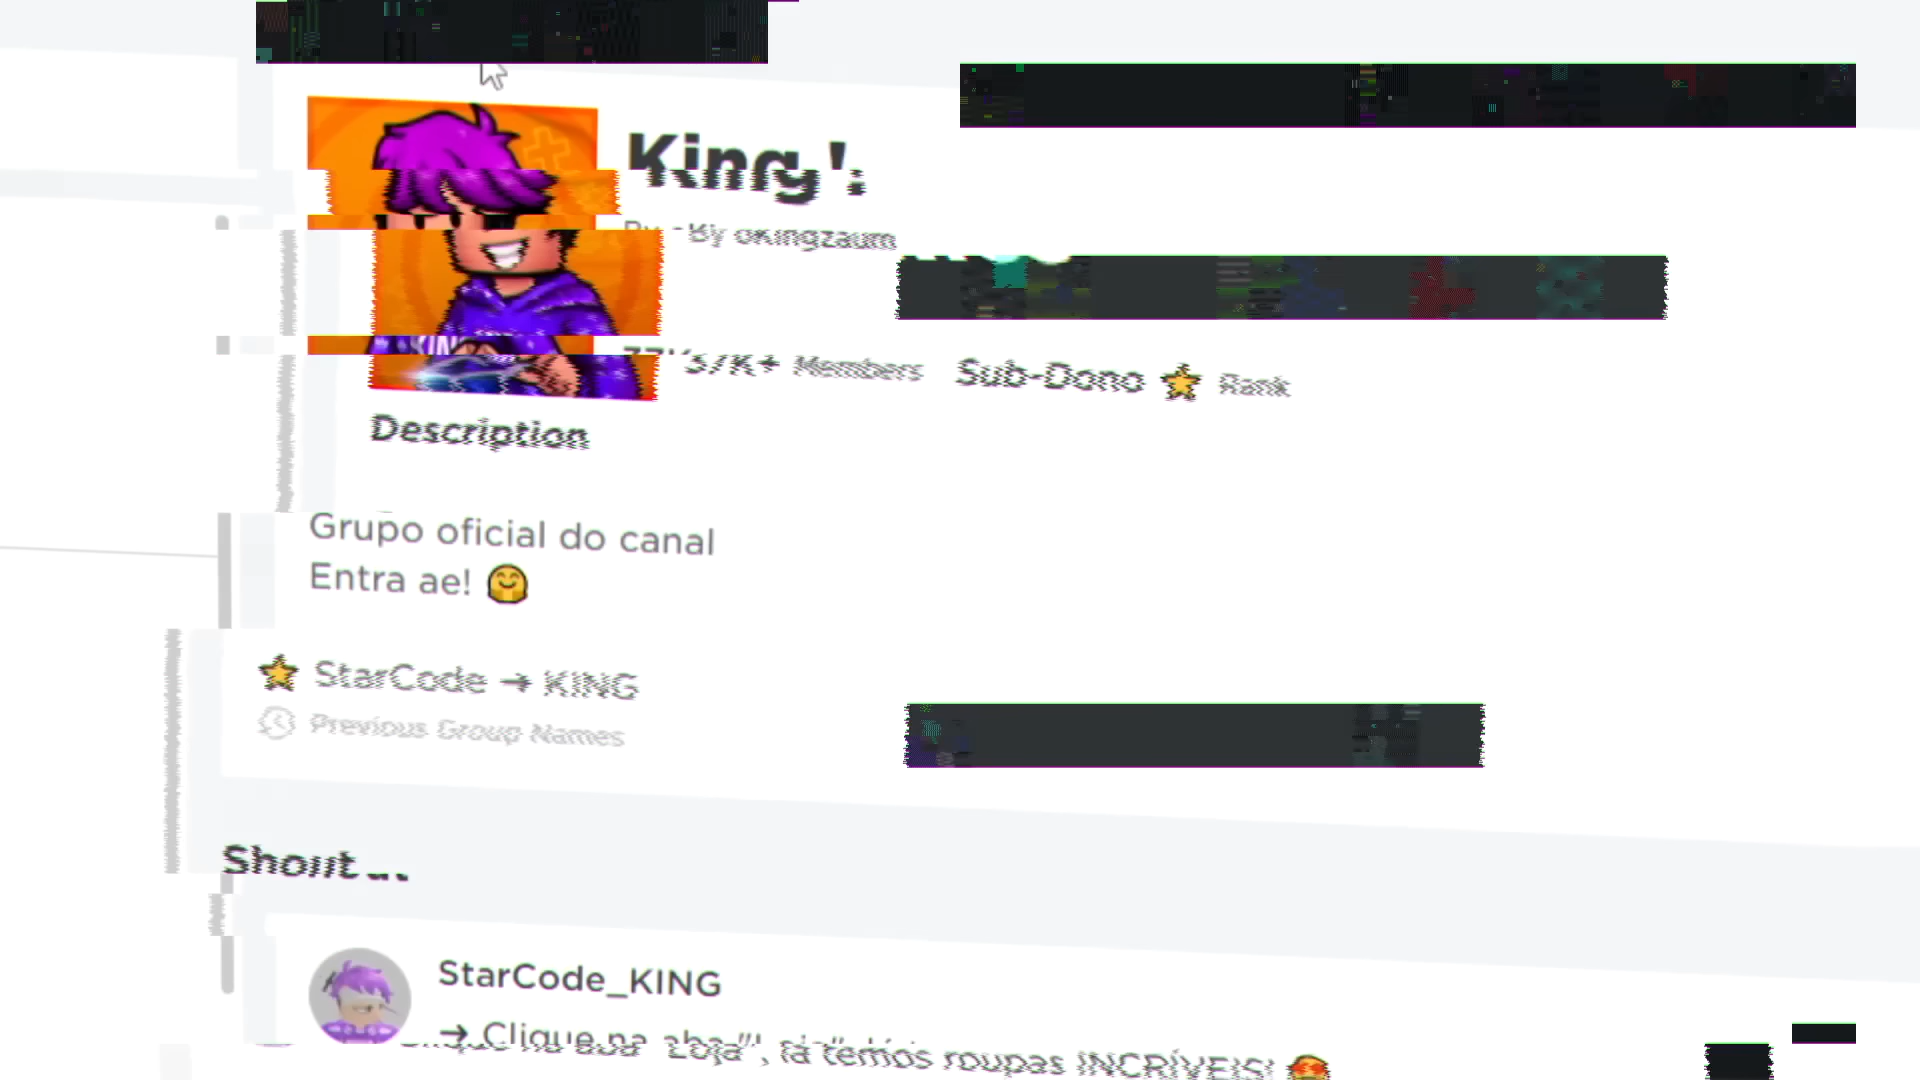 King ':
By oKingzaum
Members Sub-Dono ⭐ Rank
Description
Grupo oficial do canal
Entra ae! 🤗
⭐ StarCode → KING
Previous Group Names
Shout
StarCode_KING
→ Clique na aba "Loja", lá temos roupas INCRÍVEIS! 🤩